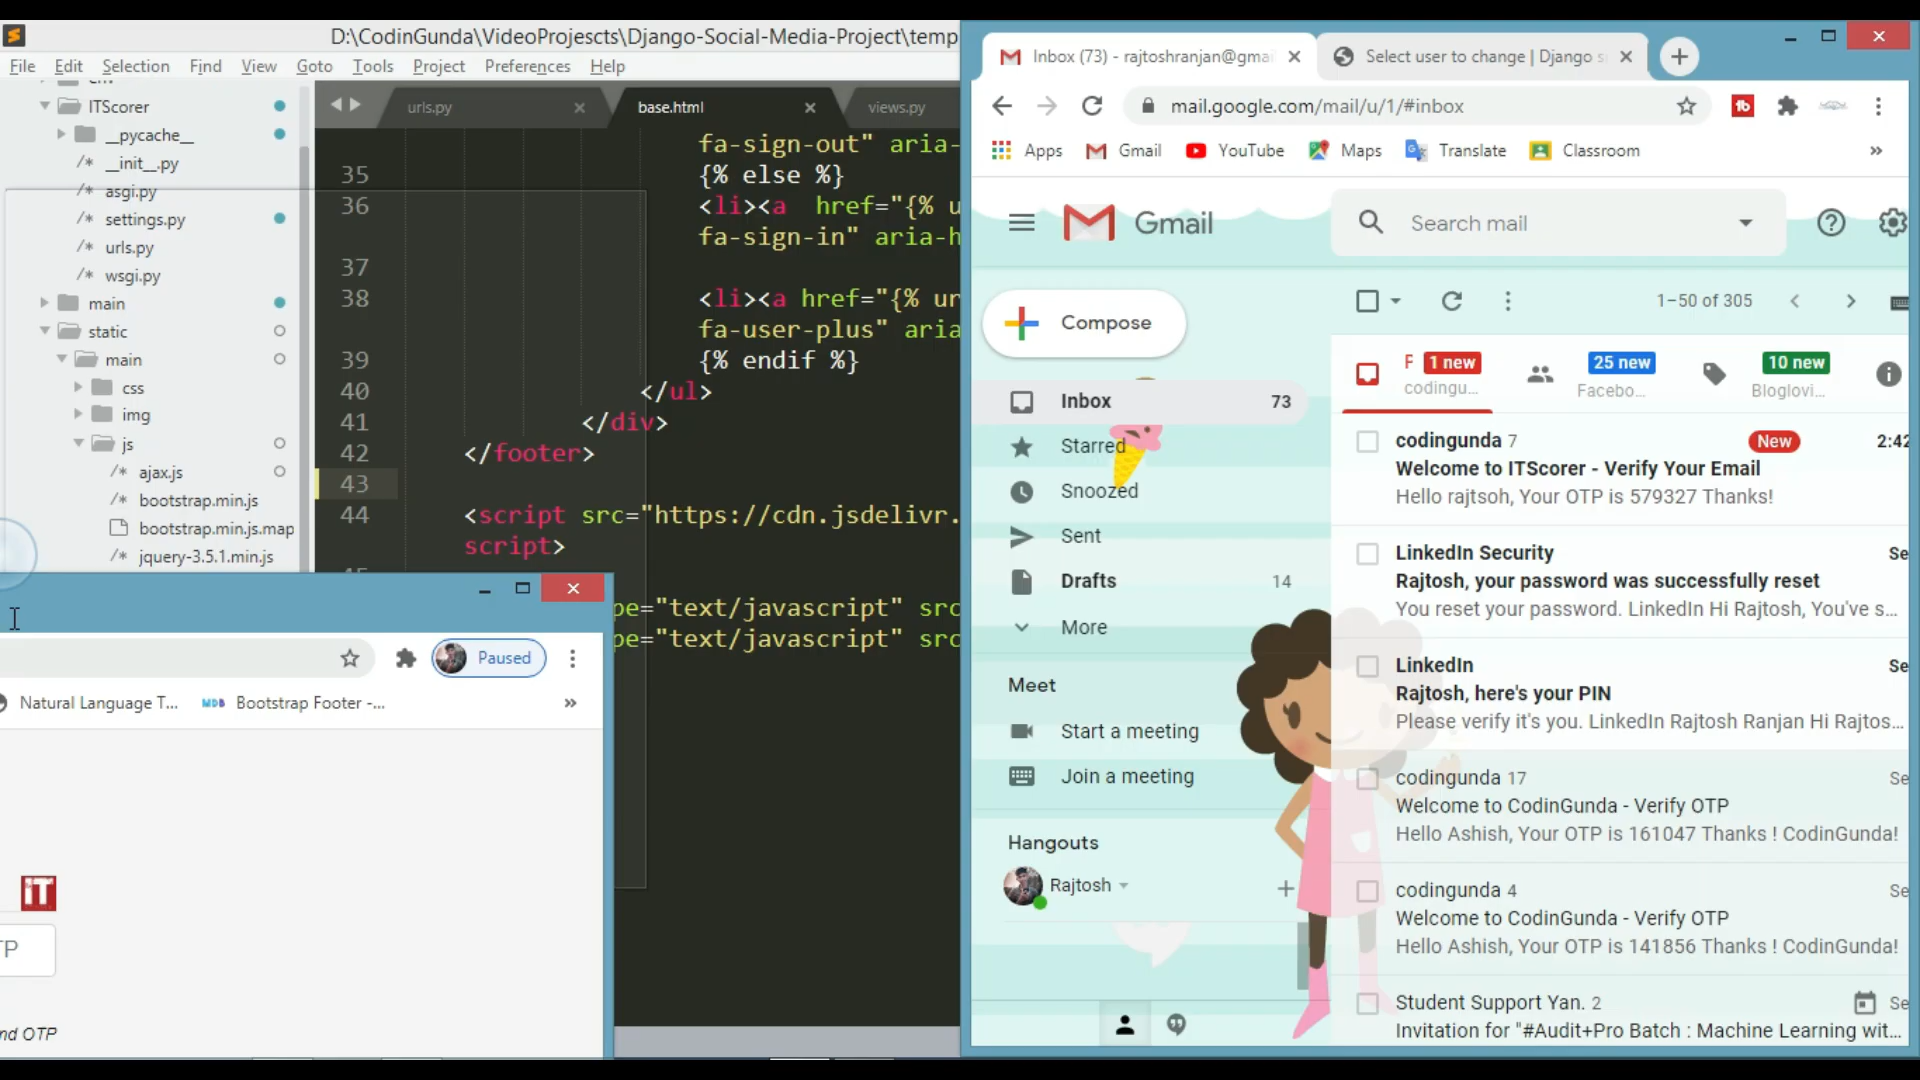 D:\CodinGunda\VideoProjescts\Django-Social-Media-Project\temp
File Edit Selection Find View Goto Tools Project Preferences Help
ITScorer
__pycache__
__init__.py
asgi.py
settings.py
urls.py
wsgi.py
main
static
main
css
img
js
ajax.js
bootstrap.min.js
bootstrap.min.js.map
jquery-3.5.1.min.js
urls.py
base.html
views.py
fa-sign-out" aria-
35 {% else %}
36 <li><a href="{% u
fa-sign-in" aria-h
37
38 <li><a href="{% ur
fa-user-plus" aria
39 {% endif %}
40 </ul>
41 </div>
42 </footer>
43
44 <script src="https://cdn.jsdelivr.
script>
pe="text/javascript" src
pe="text/javascript" src
Paused
Natural Language T...
MDB Bootstrap Footer -...
»
iT
TP
nd OTP
Inbox (73) - rajtoshranjan@gmai
Select user to change | Django s
mail.google.com/mail/u/1/#inbox
Apps
Gmail
YouTube
Maps
Translate
Classroom
»
Gmail
Search mail
Compose
1–50 of 305
Inbox 73
Starred
Snoozed
Sent
Drafts 14
More
Meet
Start a meeting
Join a meeting
Hangouts
Rajtosh
P 1 new
codingu...
25 new
Facebo...
10 new
Bloglovi...
codingunda 7 New 2:42
Welcome to ITScorer - Verify Your Email
Hello rajtsoh, Your OTP is 579327 Thanks!
LinkedIn Security Se
Rajtosh, your password was successfully reset
You reset your password. LinkedIn Hi Rajtosh, You've s...
LinkedIn Se
Rajtosh, here's your PIN
Please verify it's you. LinkedIn Rajtosh Ranjan Hi Rajtos...
codingunda 17 Se
Welcome to CodinGunda - Verify OTP
Hello Ashish, Your OTP is 161047 Thanks ! CodinGunda!
codingunda 4 Se
Welcome to CodinGunda - Verify OTP
Hello Ashish, Your OTP is 141856 Thanks ! CodinGunda!
Student Support Yan. 2 Se
Invitation for "#Audit+Pro Batch : Machine Learning wit...